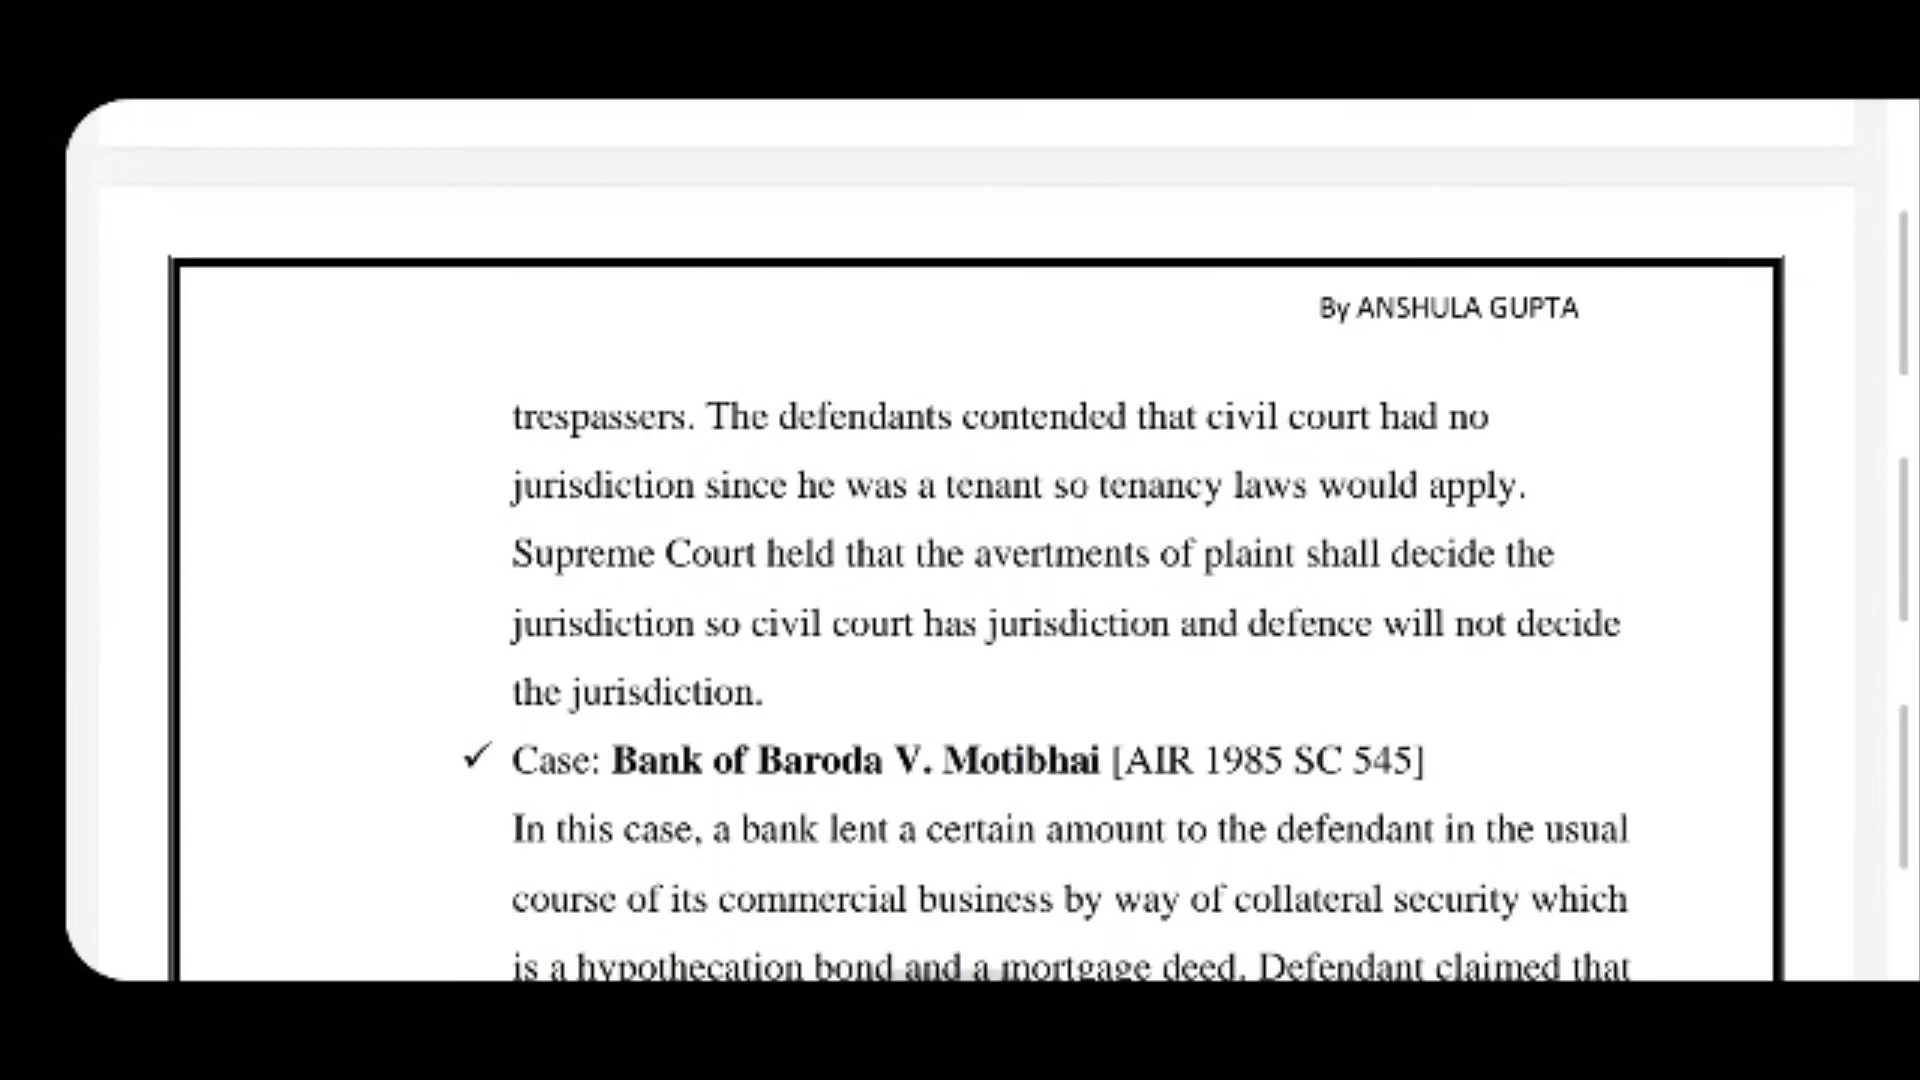 By ANSHULA GUPTA
trespassers. The defendants contended that civil court had no
jurisdiction since he was a tenant so tenancy laws would apply.
Supreme Court held that the avertments of plaint shall decide the
jurisdiction so civil court has jurisdiction and defence will not decide
the jurisdiction.
✓ Case: Bank of Baroda V. Motibhai [AIR 1985 SC 545]
In this case, a bank lent a certain amount to the defendant in the usual
course of its commercial business by way of collateral security which
is a hypothecation bond and a mortgage deed. Defendant claimed that